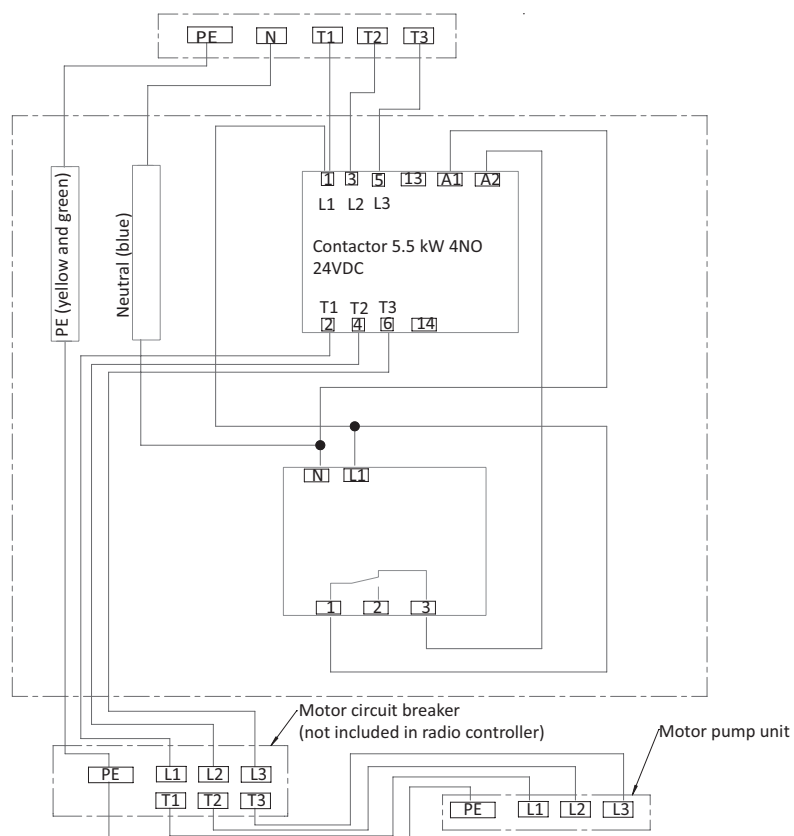 PE N T1 T2 T3
1 3 5 13 A1 A2
L1 L2 L3
PE (yellow and green)
Neutral (blue)
Contactor 5.5 kW 4NO
24VDC
T1 T2 T3
2 4 6 14
N L1
1 2 3
Motor circuit breaker
(not included in radio controller)
Motor pump unit
PE L1 L2 L3
T1 T2 T3
PE L1 L2 L3